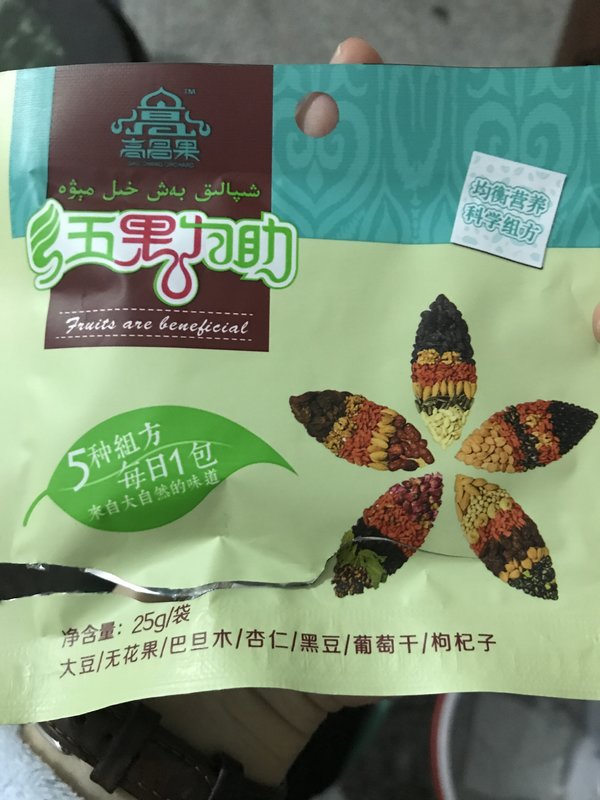 TM
高昌果
شىپالىق بەش خىل مېۋە
五果力助
Fruits are beneficial
均衡营养
科学组方
5种組方
每日1包
来自大自然的味道
净含量：25g/袋
大豆/无花果/巴旦木/杏仁/黑豆/葡萄干/枸杞子